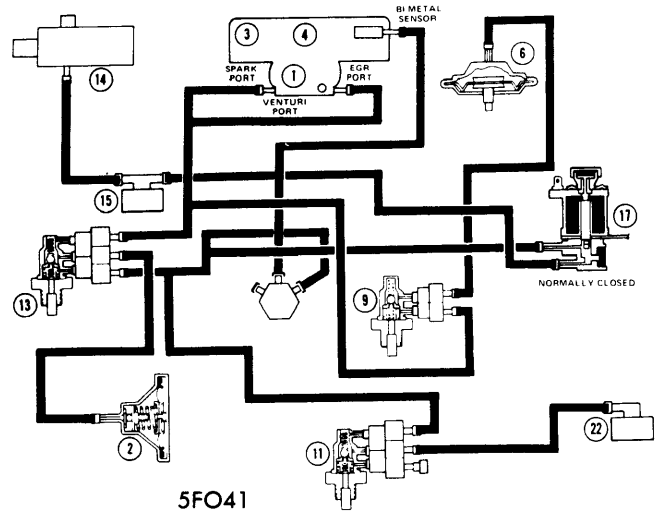 BI METAL
SENSOR
3
4
6
14
SPARK
PORT
1
EGR
PORT
VENTURI
PORT
15
17
13
9
NORMALLY CLOSED
2
11
22
5FO41